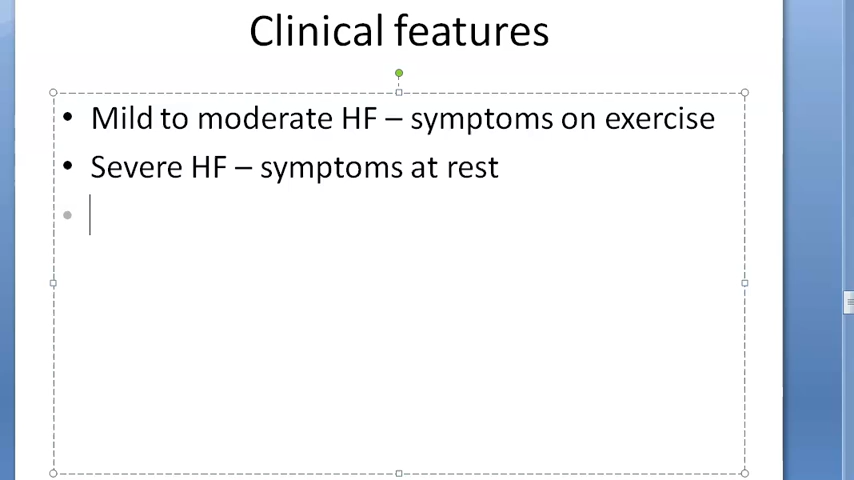 Clinical features
• Mild to moderate HF – symptoms on exercise
• Severe HF – symptoms at rest